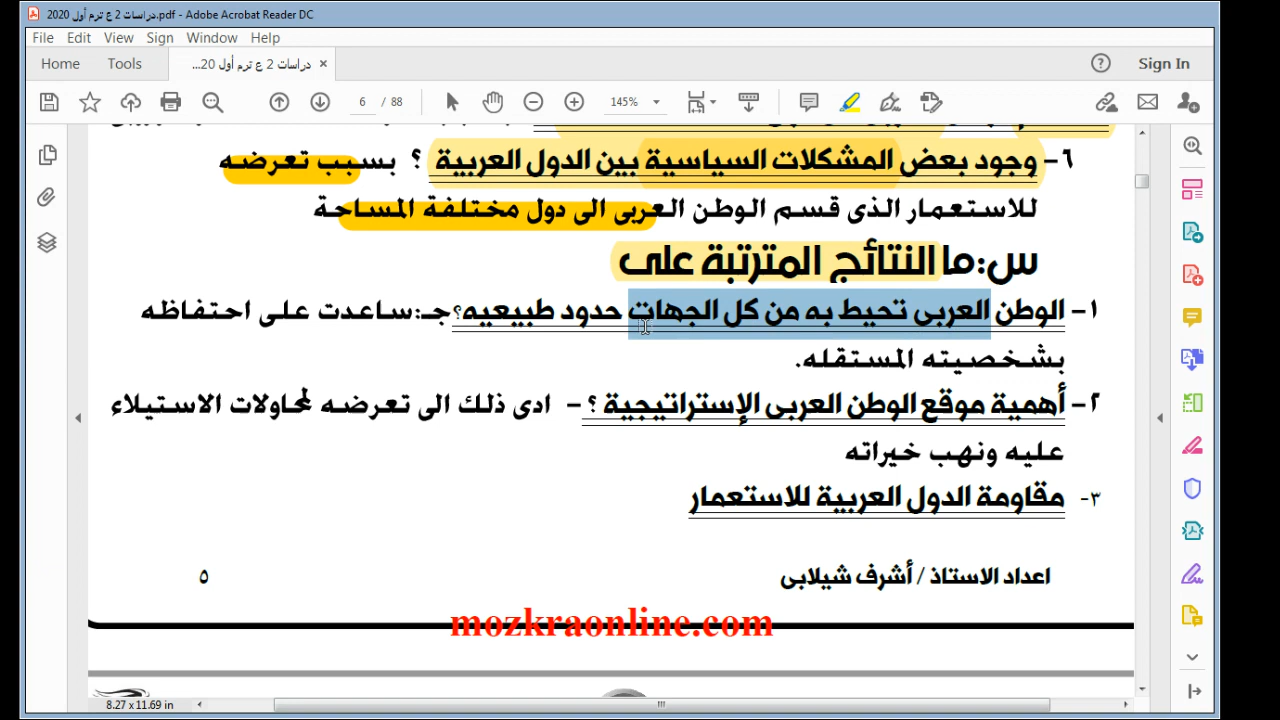 دراسات 2 ع ترم أول 2020.pdf - Adobe Acrobat Reader DC
File Edit View Sign Window Help
Home Tools دراسات 2 ع ترم أول 20... × Sign In
6 / 88 145%
٦- وجود بعض المشكلات السياسية بين الدول العربية ؟ بسبب تعرضه
للاستعمار الذى قسم الوطن العربى الى دول مختلفة المساحة
س:ما النتائج المترتبة على
١- الوطن العربى تحيط به من كل الجهات حدود طبيعيه؟جـ:ساعدت على احتفاظه
بشخصيته المستقله.
٢- أهمية موقع الوطن العربى الإستراتيجية ؟ - ادى ذلك الى تعرضه لمحاولات الاستيلاء
عليه ونهب خيراته
٣- مقاومة الدول العربية للاستعمار
اعداد الاستاذ / أشرف شيلابى ٥
mozkraonline.com
8.27 x 11.69 in